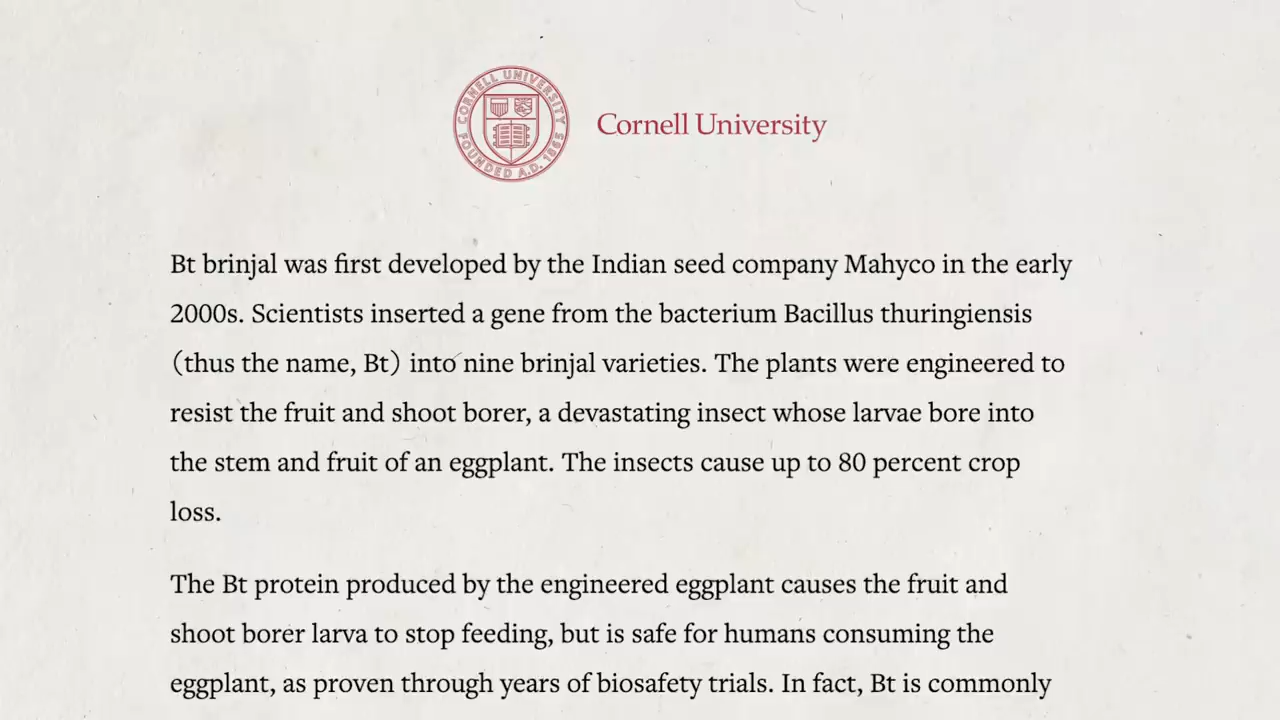 CORNELL UNIVERSITY
FOUNDED A.D. 1865
Cornell University
Bt brinjal was first developed by the Indian seed company Mahyco in the early
2000s. Scientists inserted a gene from the bacterium Bacillus thuringiensis
(thus the name, Bt) into nine brinjal varieties. The plants were engineered to
resist the fruit and shoot borer, a devastating insect whose larvae bore into
the stem and fruit of an eggplant. The insects cause up to 80 percent crop
loss.
The Bt protein produced by the engineered eggplant causes the fruit and
shoot borer larva to stop feeding, but is safe for humans consuming the
eggplant, as proven through years of biosafety trials. In fact, Bt is commonly